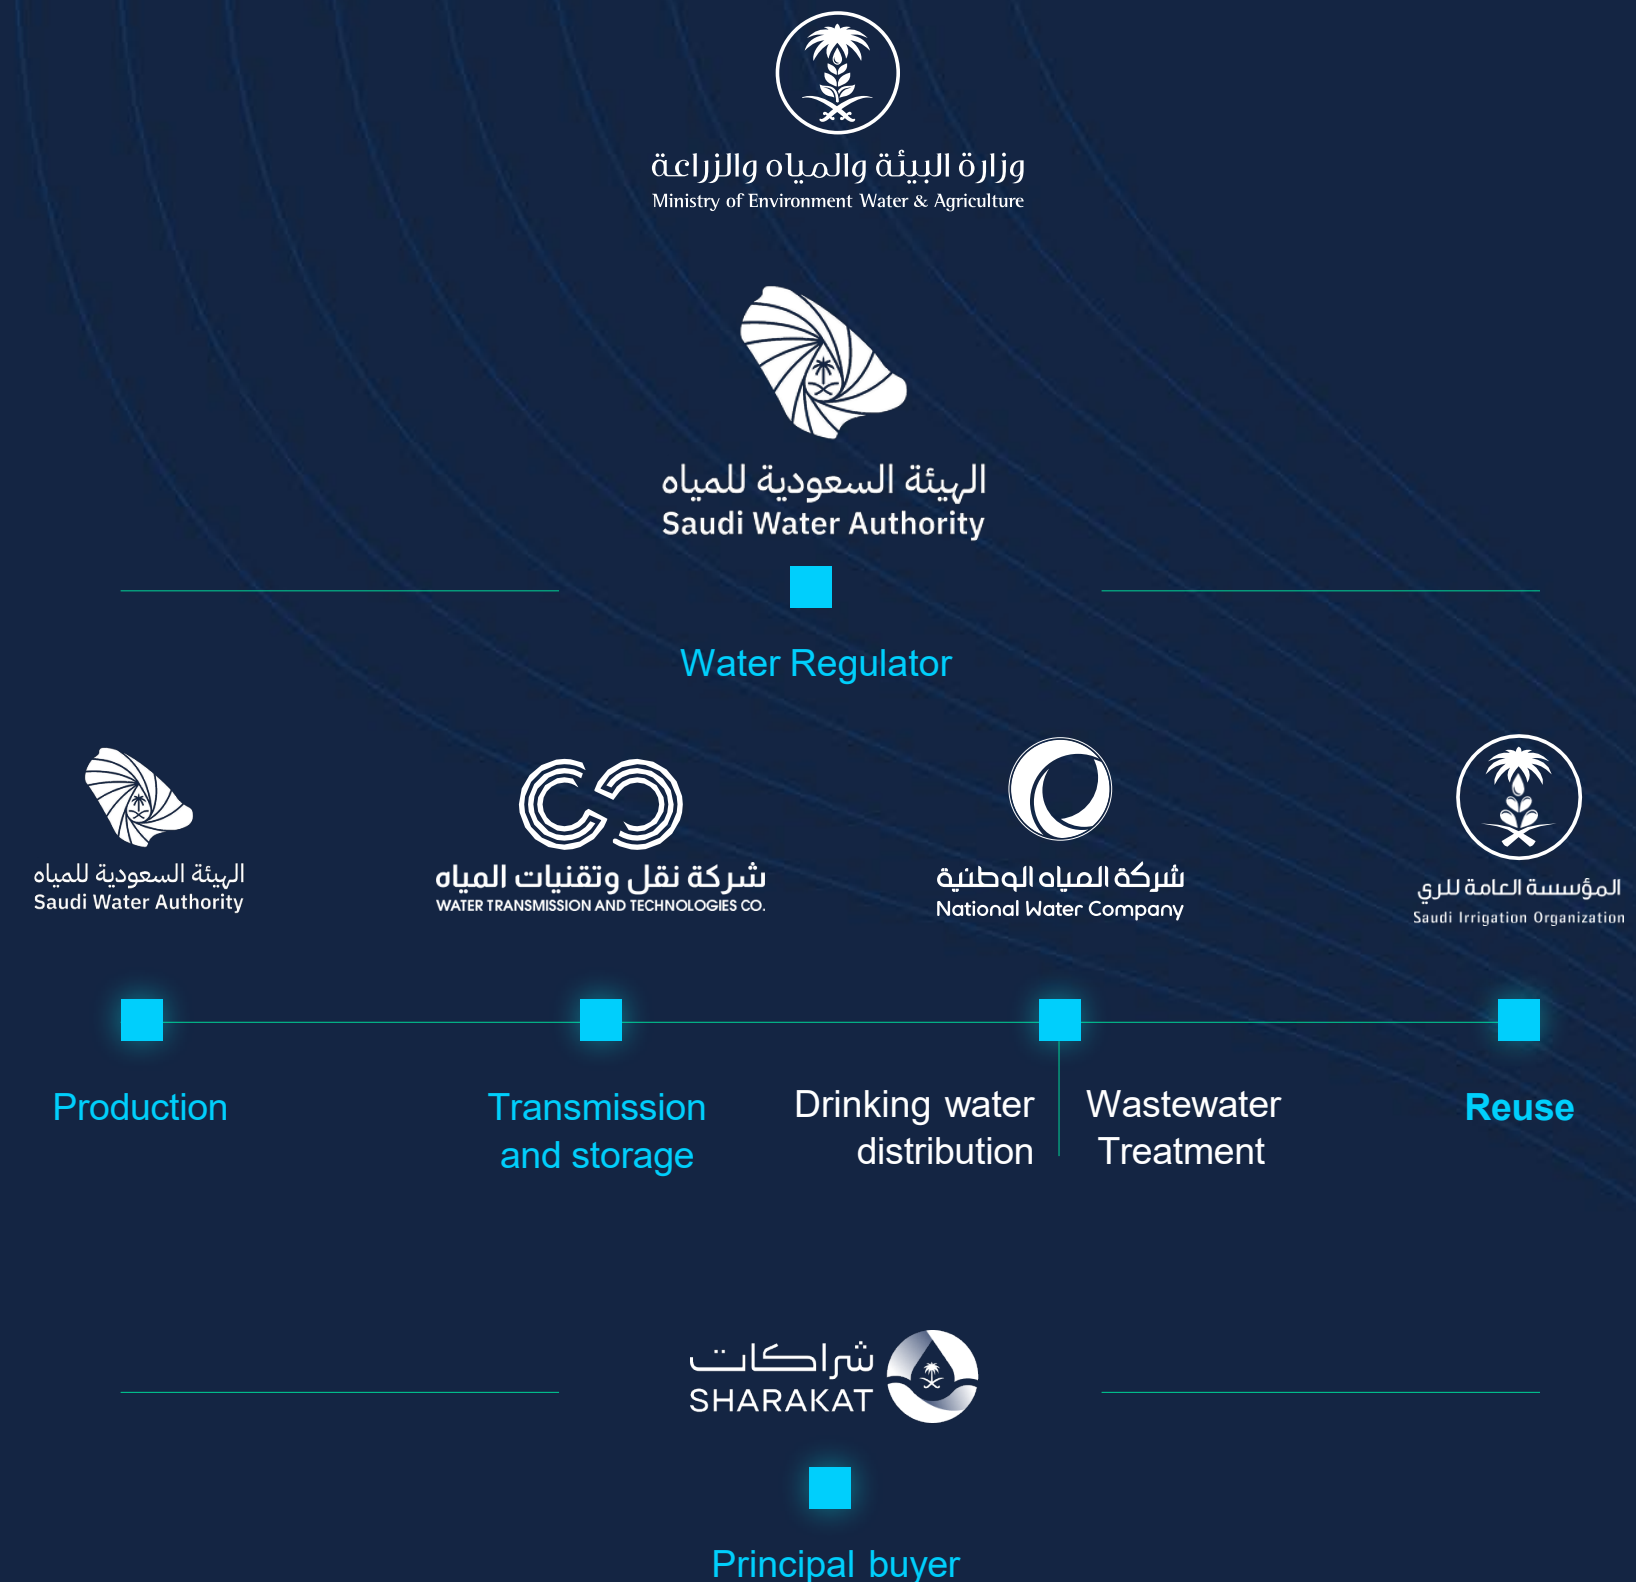 وزارة البيئة والمياه والزراعة
Ministry of Environment Water & Agriculture
الهيئة السعودية للمياه
Saudi Water Authority
Water Regulator
الهيئة السعودية للمياه
Saudi Water Authority
شركة نقل وتقنيات المياه
WATER TRANSMISSION AND TECHNOLOGIES CO.
شركة المياه الوطنية
National Water Company
المؤسسة العامة للري
Saudi Irrigation Organization
Production
Transmission
and storage
Drinking water
distribution
Wastewater
Treatment
Reuse
شراكات
SHARAKAT
Principal buyer